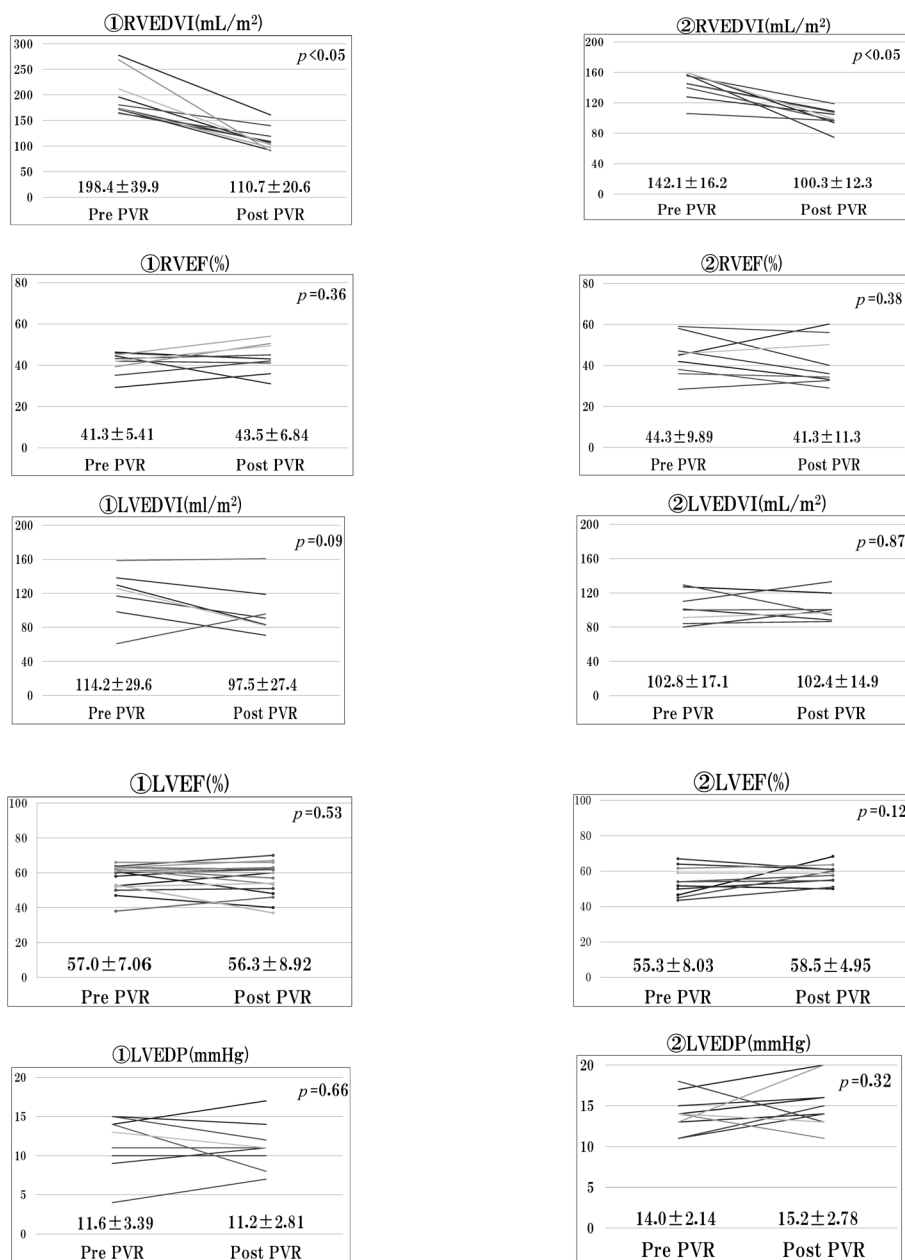 ①RVEDVI(mL/m²)
p<0.05
300
250
200
150
100
50
0
198.4±39.9 110.7±20.6
Pre PVR Post PVR
②RVEDVI(mL/m²)
p<0.05
200
160
120
80
40
0
142.1±16.2 100.3±12.3
Pre PVR Post PVR
①RVEF(%)
p=0.36
80
60
40
20
0
41.3±5.41 43.5±6.84
Pre PVR Post PVR
②RVEF(%)
p=0.38
80
60
40
20
0
44.3±9.89 41.3±11.3
Pre PVR Post PVR
①LVEDVI(ml/m²)
p=0.09
200
160
120
80
40
0
114.2±29.6 97.5±27.4
Pre PVR Post PVR
②LVEDVI(mL/m²)
p=0.87
200
160
120
80
40
0
102.8±17.1 102.4±14.9
Pre PVR Post PVR
①LVEF(%)
p=0.53
100
80
60
40
20
0
57.0±7.06 56.3±8.92
Pre PVR Post PVR
②LVEF(%)
p=0.12
100
80
60
40
20
0
55.3±8.03 58.5±4.95
Pre PVR Post PVR
①LVEDP(mmHg)
p=0.66
20
15
10
5
0
11.6±3.39 11.2±2.81
Pre PVR Post PVR
②LVEDP(mmHg)
p=0.32
20
15
10
5
0
14.0±2.14 15.2±2.78
Pre PVR Post PVR